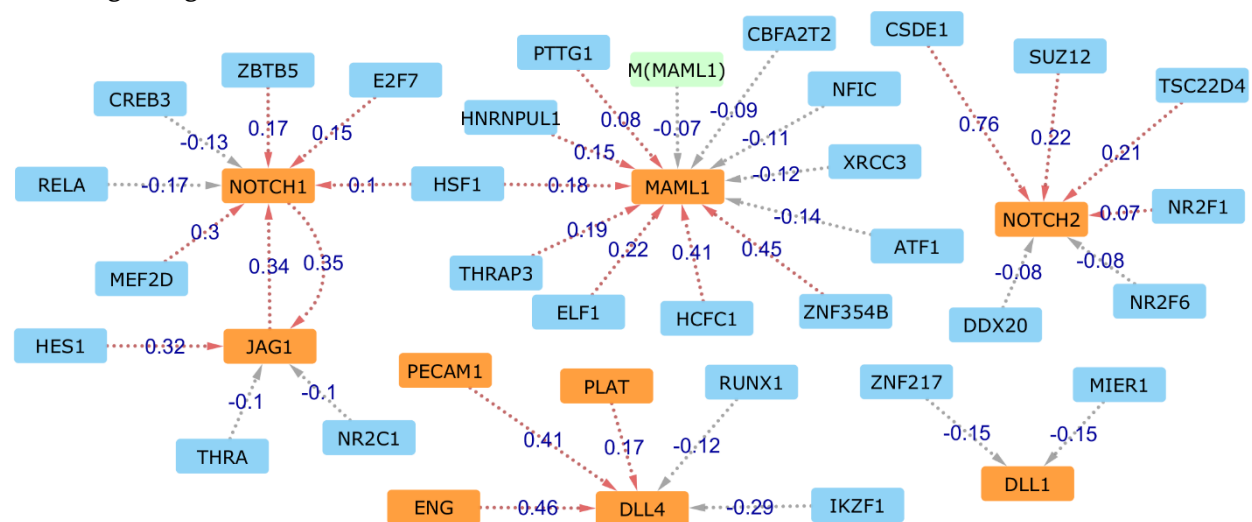 CBFA2T2
CSDE1
PTTG1
SUZ12
ZBTB5
M(MAML1)
E2F7
TSC22D4
CREB3
NFIC
HNRNPUL1
0.17
0.15
0.08
-0.07
-0.09
-0.11
0.76
0.22
0.21
-0.13
0.15
XRCC3
RELA
-0.17
NOTCH1
0.1
HSF1
0.18
MAML1
-0.12
NR2F1
0.07
NOTCH2
-0.14
0.3
0.19
0.22
0.41
0.45
ATF1
0.34
0.35
-0.08
-0.08
MEF2D
THRAP3
NR2F6
ELF1
HCFC1
ZNF354B
DDX20
HES1
0.32
JAG1
PECAM1
PLAT
RUNX1
ZNF217
MIER1
-0.1
-0.1
NR2C1
THRA
0.41
0.17
-0.12
-0.15
-0.15
DLL1
ENG
0.46
DLL4
-0.29
IKZF1